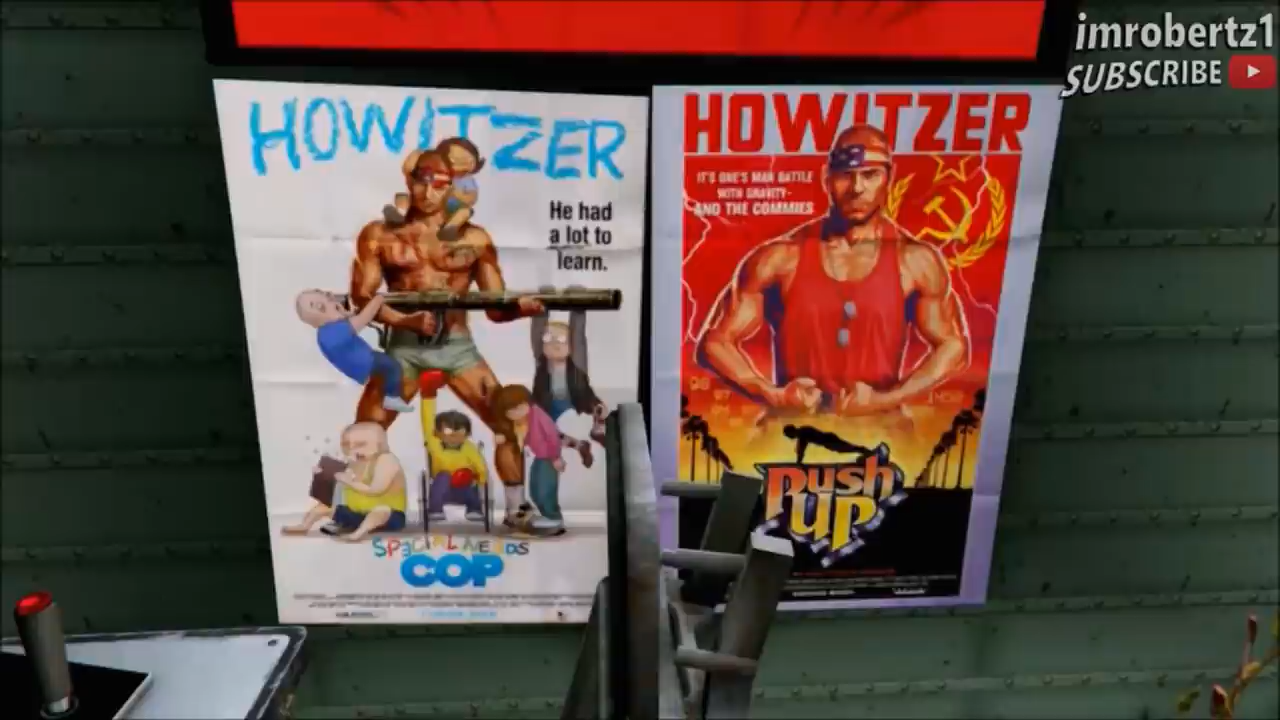 imrobertz1
SUBSCRIBE
HOWITZER
He had
a lot to
learn.
SPECIAL NEEDS
COP
HOWITZER
IT'S ONE'S MAN BATTLE
WITH GRAVITY-
AND THE COMMIES
PUSH
UP